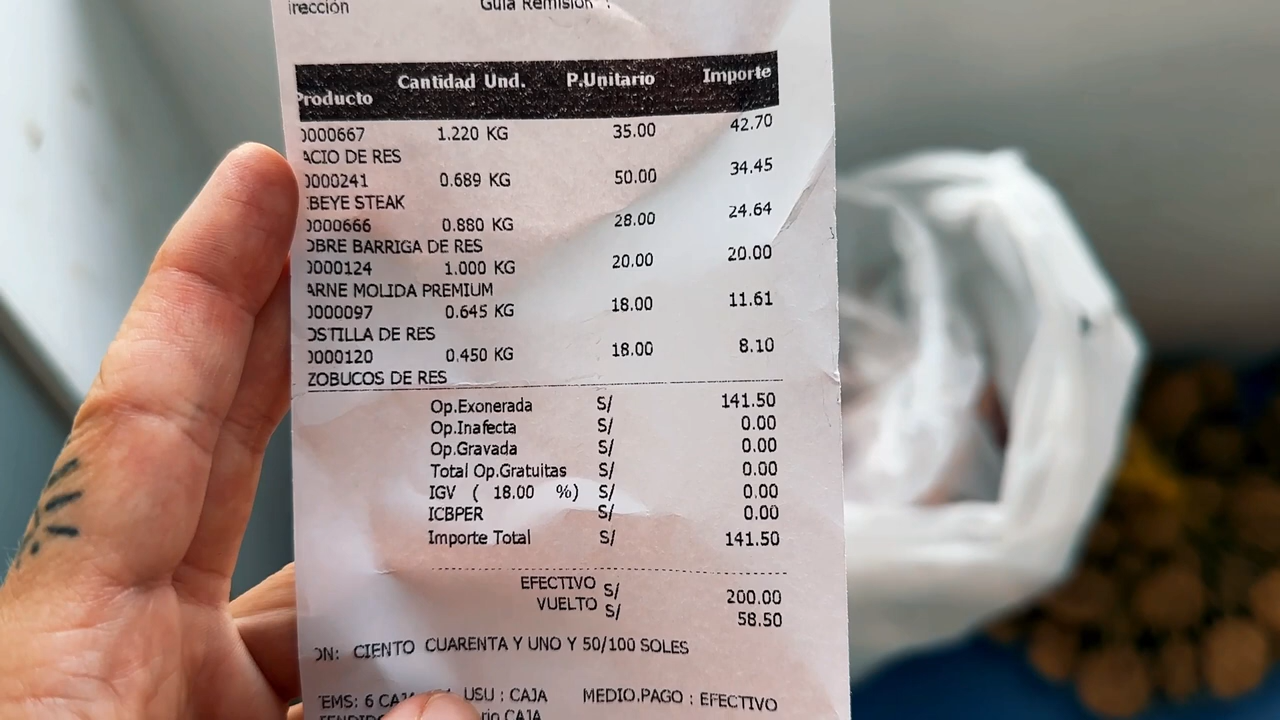 irección Guia Remisión :
Cantidad Und. P.Unitario Importe
Producto
0000667 1.220 KG 35.00 42.70
ACIO DE RES
0000241 0.689 KG 50.00 34.45
BEYE STEAK
0000666 0.880 KG 28.00 24.64
OBRE BARRIGA DE RES
0000124 1.000 KG 20.00 20.00
ARNE MOLIDA PREMIUM
0000097 0.645 KG 18.00 11.61
OSTILLA DE RES
0000120 0.450 KG 18.00 8.10
ZOBUCOS DE RES
Op.Exonerada S/ 141.50
Op.Inafecta S/ 0.00
Op.Gravada S/ 0.00
Total Op.Gratuitas S/ 0.00
IGV ( 18.00 %) S/ 0.00
ICBPER S/ 0.00
Importe Total S/ 141.50
EFECTIVO S/ 200.00
VUELTO S/ 58.50
ON: CIENTO CUARENTA Y UNO Y 50/100 SOLES
EMS: 6 USU : CAJA MEDIO.PAGO : EFECTIVO
CAJA